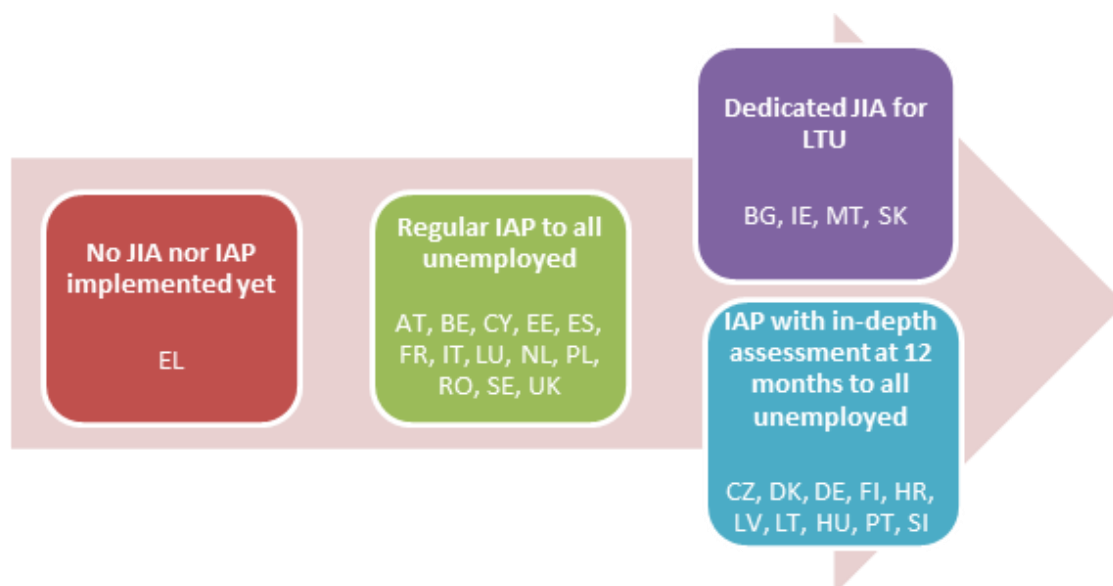 No JIA nor IAP
implemented yet
EL
Regular IAP to all
unemployed
AT, BE, CY, EE, ES,
FR, IT, LU, NL, PL,
RO, SE, UK
Dedicated JIA for
LTU
BG, IE, MT, SK
IAP with in-depth
assessment at 12
months to all
unemployed
CZ, DK, DE, FI, HR,
LV, LT, HU, PT, SI